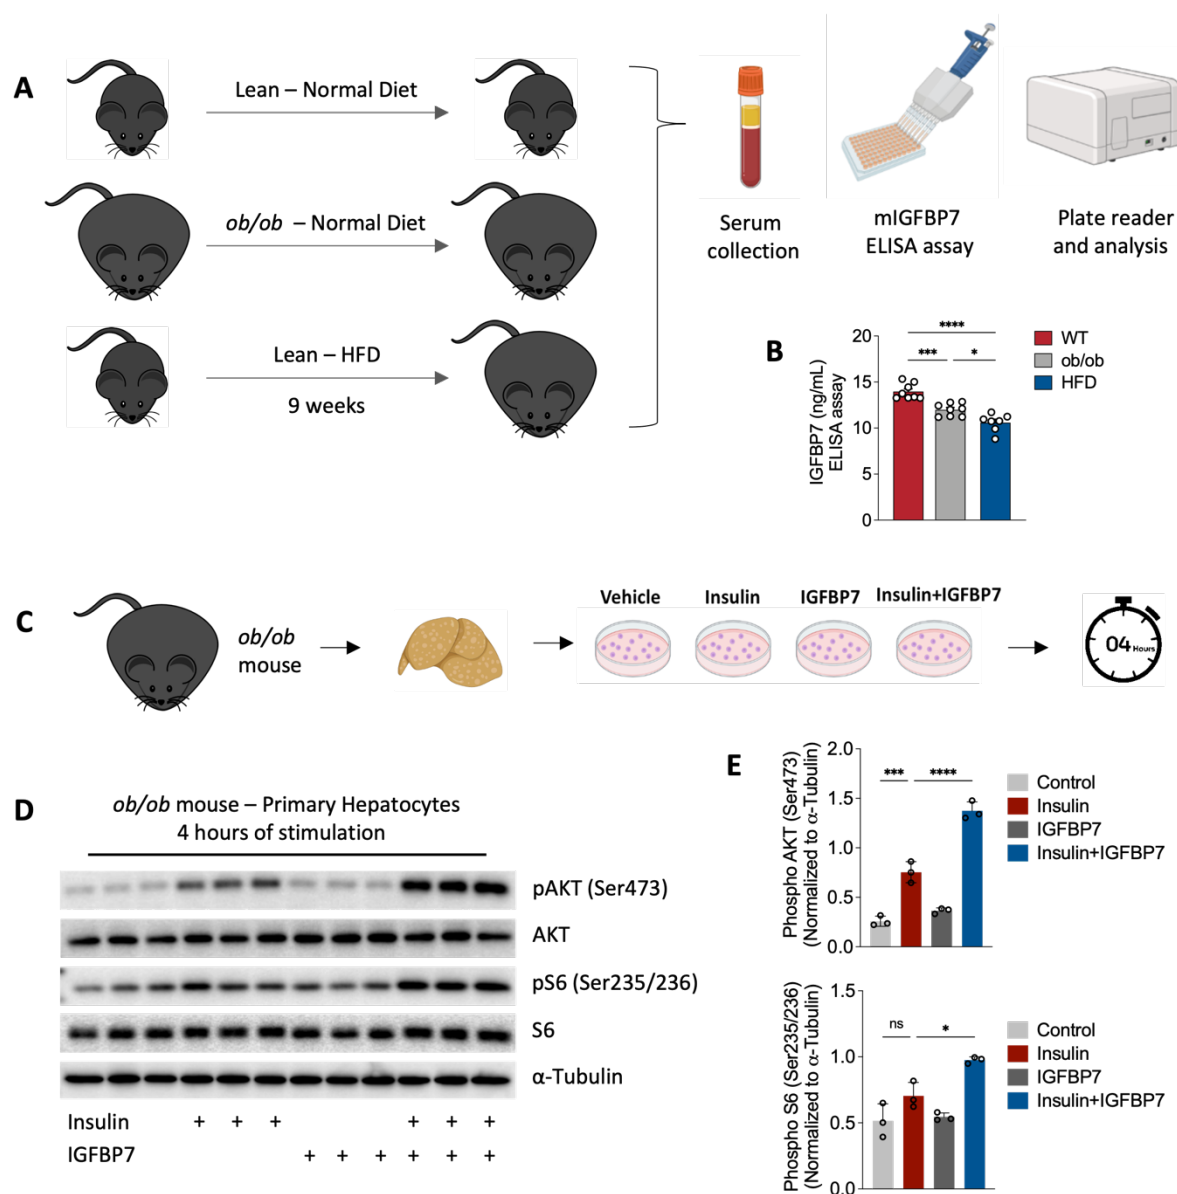 A
Lean – Normal Diet
ob/ob – Normal Diet
Lean – HFD
9 weeks
Serum
collection
mIGFBP7
ELISA assay
Plate reader
and analysis
B
IGFBP7 (ng/mL)
ELISA assay
20
15
10
5
0
****
***
*
WT
ob/ob
HFD
C
ob/ob
mouse
Vehicle
Insulin
IGFBP7
Insulin+IGFBP7
04 Hours
D
ob/ob mouse – Primary Hepatocytes
4 hours of stimulation
pAKT (Ser473)
AKT
pS6 (Ser235/236)
S6
α-Tubulin
Insulin + + + + + +
IGFBP7 + + + + + +
E
Phospho AKT (Ser473)
(Normalized to α-Tubulin)
2.0
1.5
1.0
0.5
0.0
***
****
Control
Insulin
IGFBP7
Insulin+IGFBP7
Phospho S6 (Ser235/236)
(Normalized to α-Tubulin)
1.5
1.0
0.5
0.0
ns
*
Control
Insulin
IGFBP7
Insulin+IGFBP7